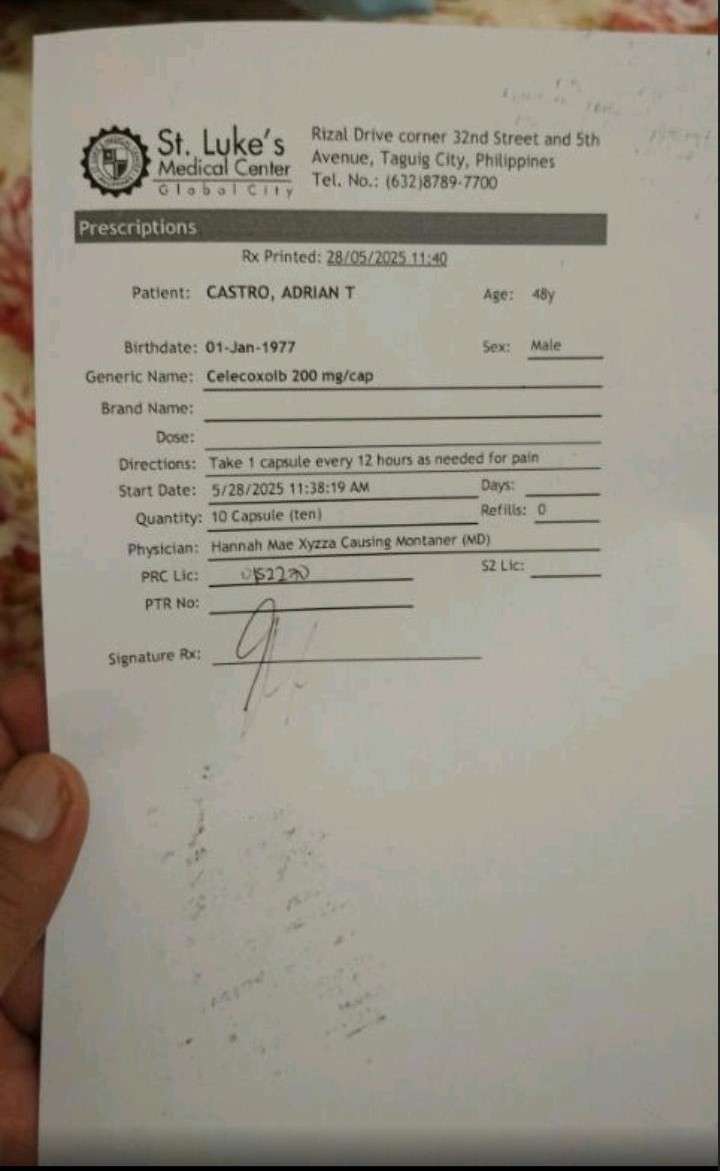 St. Luke's
Medical Center
Global City
Rizal Drive corner 32nd Street and 5th
Avenue, Taguig City, Philippines
Tel. No.: (632)8789-7700
Prescriptions
Rx Printed: 28/05/2025 11:40
Patient: CASTRO, ADRIAN T Age: 48y
Birthdate: 01-Jan-1977 Sex: Male
Generic Name: Celecoxoib 200 mg/cap
Brand Name:
Dose:
Directions: Take 1 capsule every 12 hours as needed for pain
Start Date: 5/28/2025 11:38:19 AM Days:
Quantity: 10 Capsule (ten) Refills: 0
Physician: Hannah Mae Xyzza Causing Montaner (MD)
PRC Lic: S2 Lic:
PTR No:
Signature Rx: